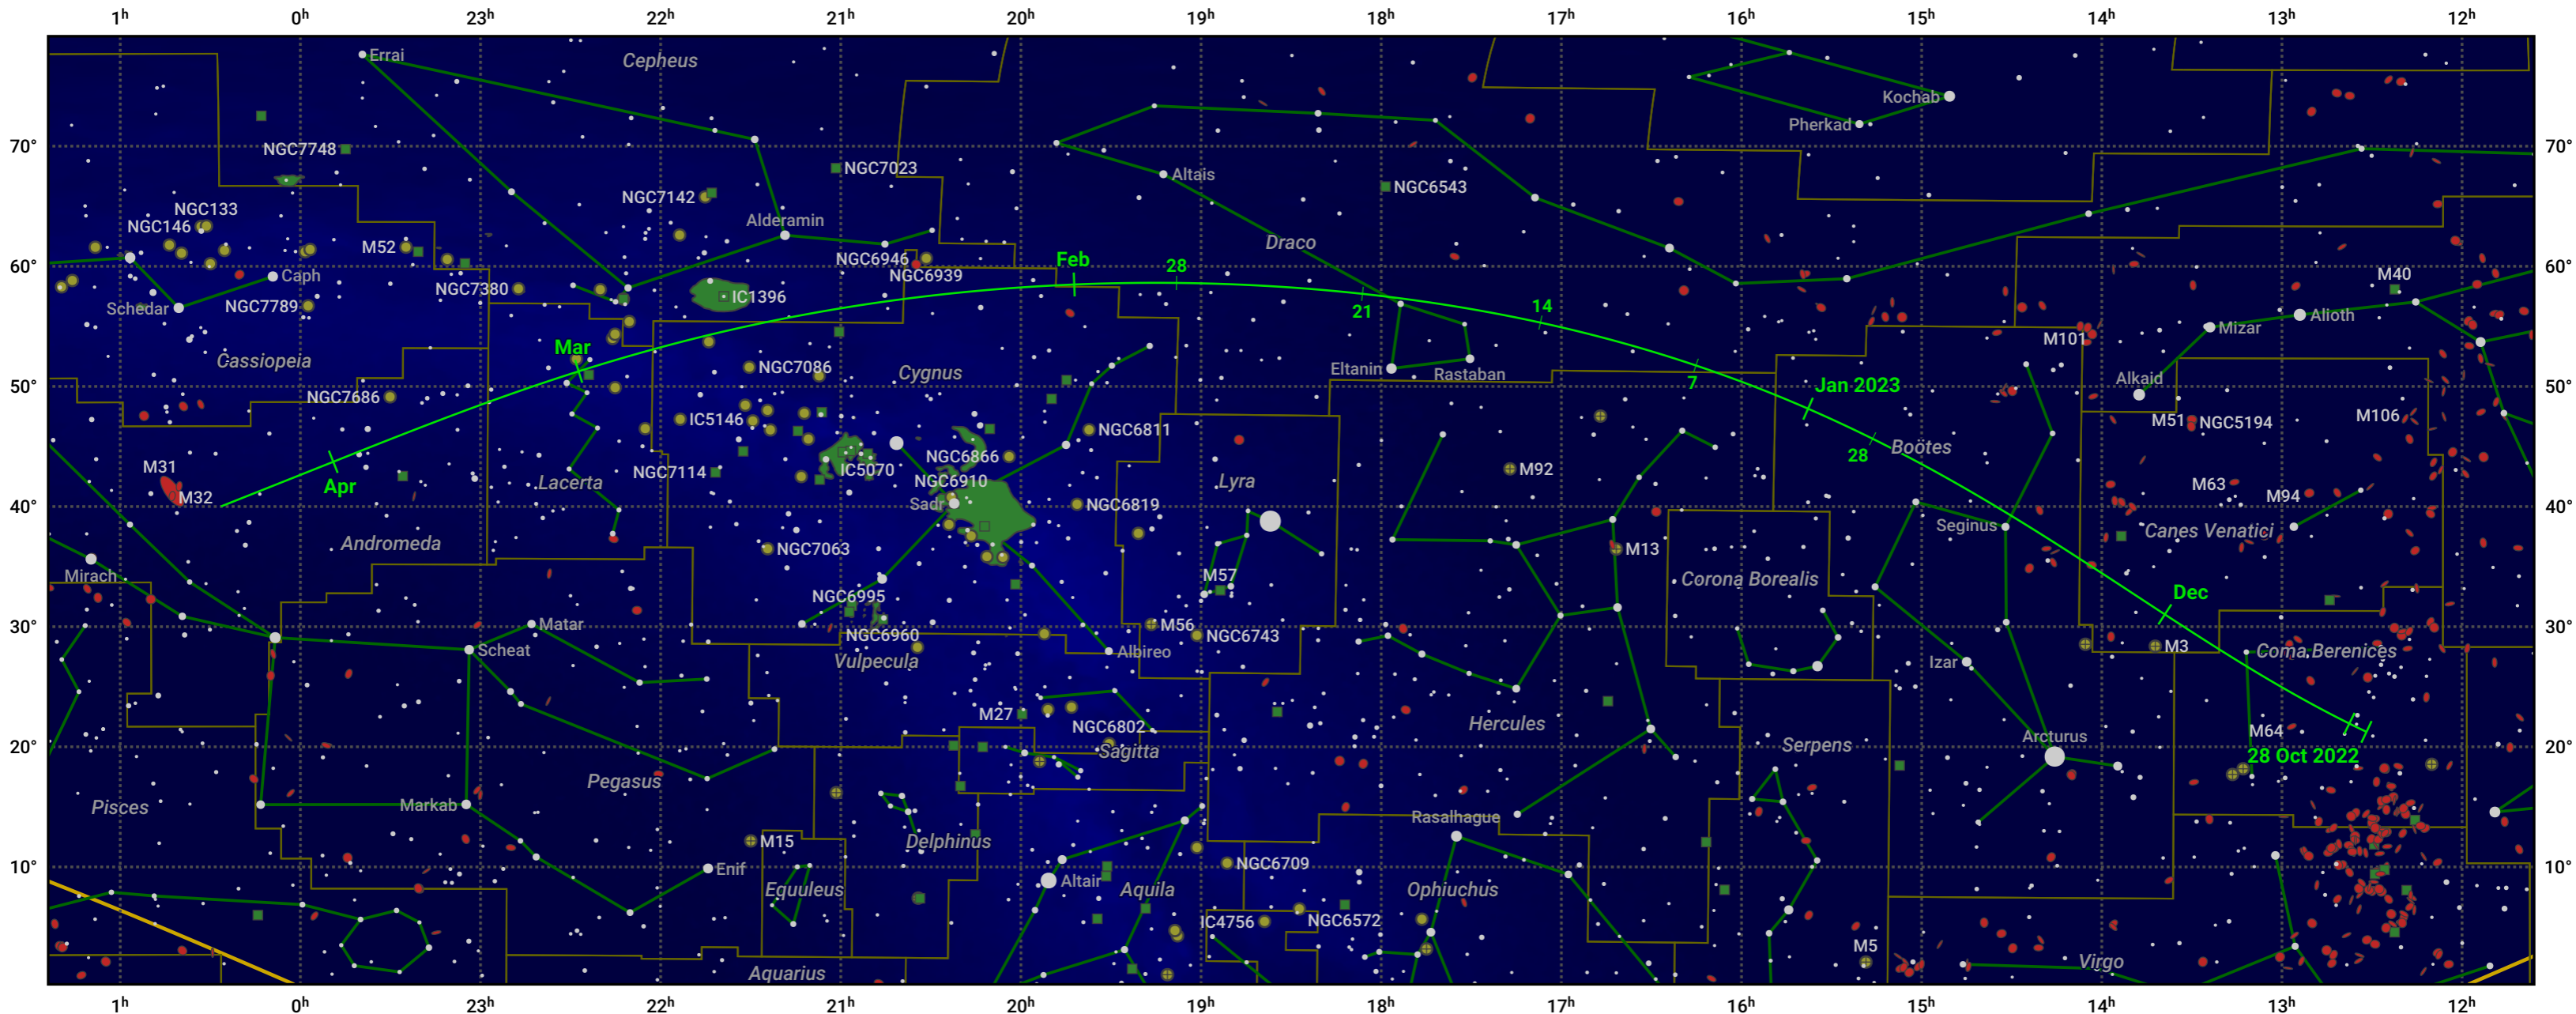 1h 0h 23h 22h 21h 20h 19h 18h 17h 16h 15h 14h 13h 12h
Errai
Cepheus
Kochab
Pherkad
70° 70°
NGC7748
NGC7023
Altais
NGC6543
NGC7142
NGC133
NGC146
Alderamin
M52
Draco
NGC6946
60° 60°
Feb
28
NGC6939
Caph
M40
NGC7380
IC1396
Schedar
NGC7789
21
14
Alioth
Mizar
M101
Mar
Cassiopeia
NGC7086
Cygnus
Eltanin
Rastaban
7
Jan 2023
Alkaid
50° 50°
NGC7686
IC5146
NGC6811
M51
NGC5194
M106
Boötes
28
NGC6866
M31
IC5070
NGC7114
M92
Lacerta
NGC6910
Lyra
Apr
M32
M63
M94
Sadr
NGC6819
40° 40°
Seginus
Canes Venatici
Andromeda
NGC7063
M13
Mirach
M57
Corona Borealis
Dec
NGC6995
Matar
M56
30° 30°
NGC6960
NGC6743
Scheat
Albireo
M3
Coma Berenices
Vulpecula
Izar
M27
NGC6802
Hercules
M64
Arcturus
20° 20°
Sagitta
Serpens
28 Oct 2022
Pegasus
Pisces
Markab
Rasalhague
M15
Delphinus
NGC6709
10° 10°
Enif
Altair
Equuleus
Aquila
Ophiuchus
IC4756
NGC6572
M5
Aquarius
Virgo
1h 0h 23h 22h 21h 20h 19h 18h 17h 16h 15h 14h 13h 12h